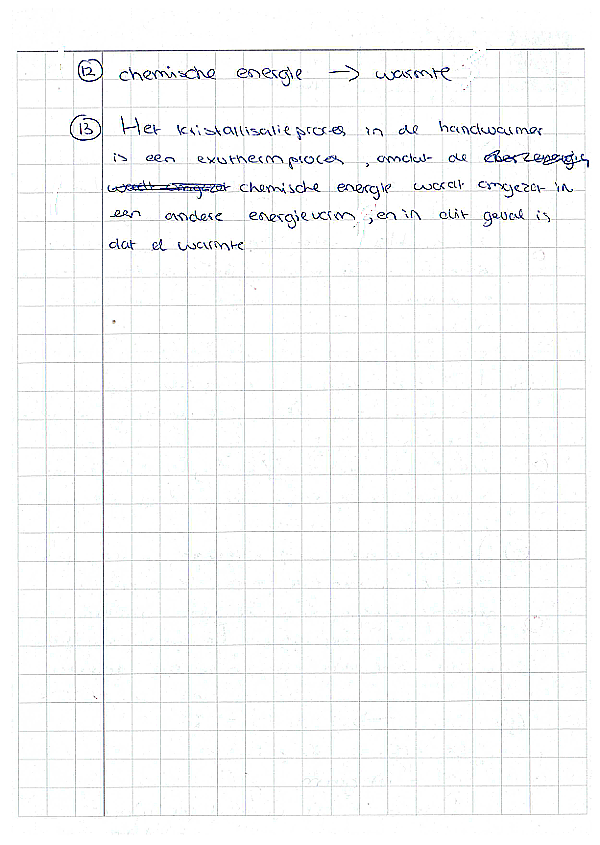 12 chemische energie → warmte
13 Het kristallisatieproces in de handwarmer
is een exotherm proces, omdat de
chemische energie wordt omgezet in
een andere energievorm, en in dit geval is
dat d warmte